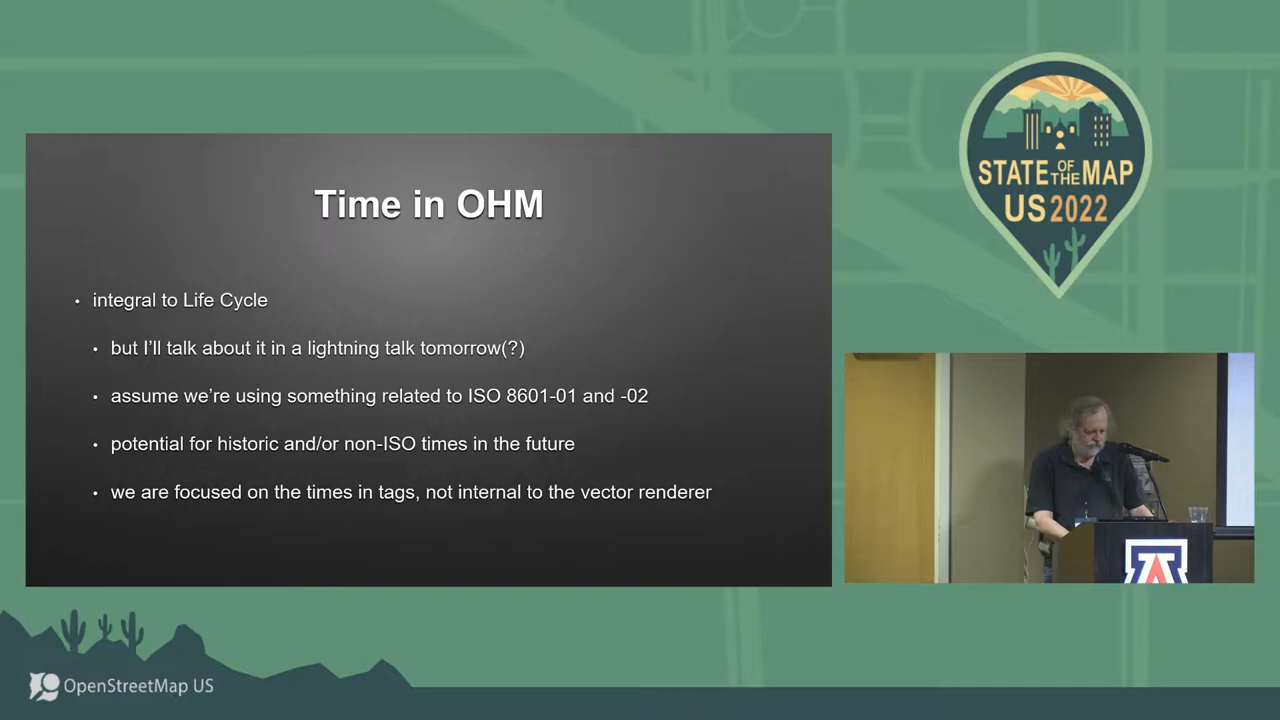 Time in OHM
• integral to Life Cycle
• but I'll talk about it in a lightning talk tomorrow(?)
• assume we're using something related to ISO 8601-01 and -02
• potential for historic and/or non-ISO times in the future
• we are focused on the times in tags, not internal to the vector renderer
STATE OF THE MAP
US 2022
A
OpenStreetMap US